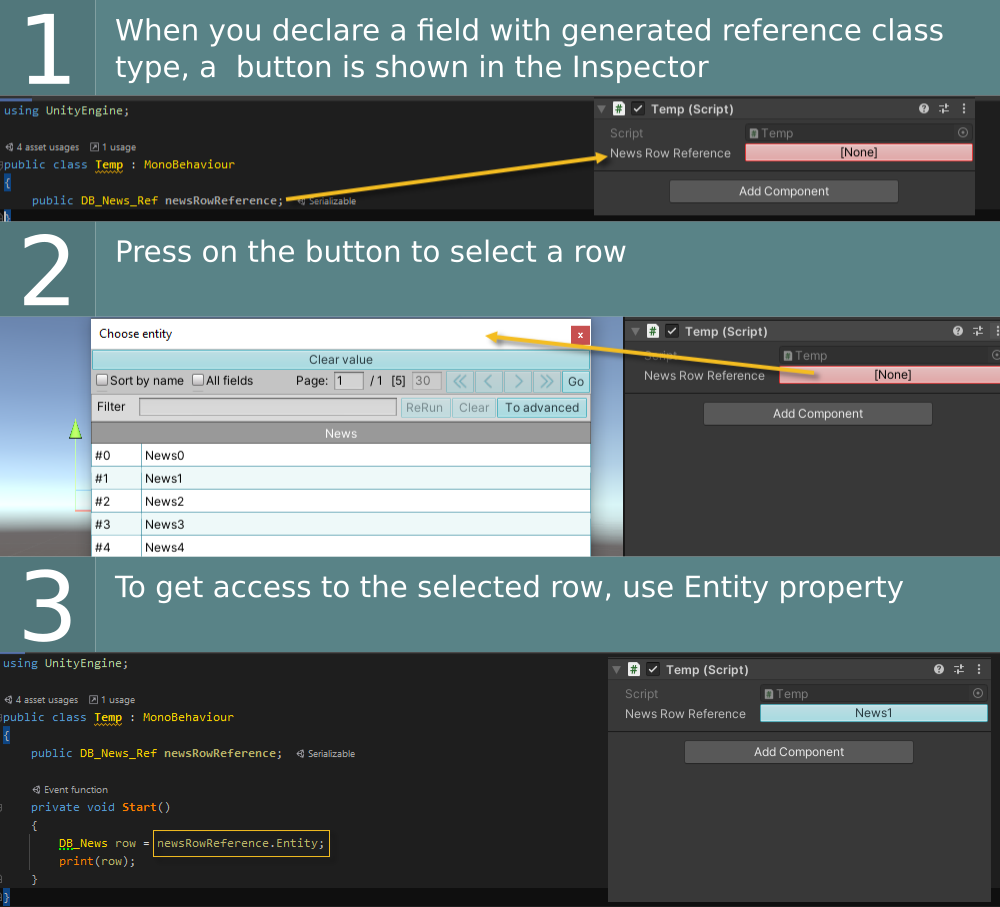 1
When you declare a field with generated reference class
type, a  button is shown in the Inspector
using UnityEngine;
4 asset usages 1 usage
public class Temp : MonoBehaviour
{
public DB_News_Ref newsRowReference; Serializable
}
# Temp (Script)
Script # Temp
News Row Reference [None]
Add Component
2
Press on the button to select a row
Choose entity x
Clear value
Sort by name All fields Page: 1 / 1 [5] 30 Go
Filter ReRun Clear To advanced
News
#0 News0
#1 News1
#2 News2
#3 News3
#4 News4
# Temp (Script)
Script # Temp
News Row Reference [None]
Add Component
3
To get access to the selected row, use Entity property
using UnityEngine;
4 asset usages 1 usage
public class Temp : MonoBehaviour
{
public DB_News_Ref newsRowReference; Serializable
Event function
private void Start()
{
DB_News row = newsRowReference.Entity;
print(row);
}
}
# Temp (Script)
Script # Temp
News Row Reference News1
Add Component